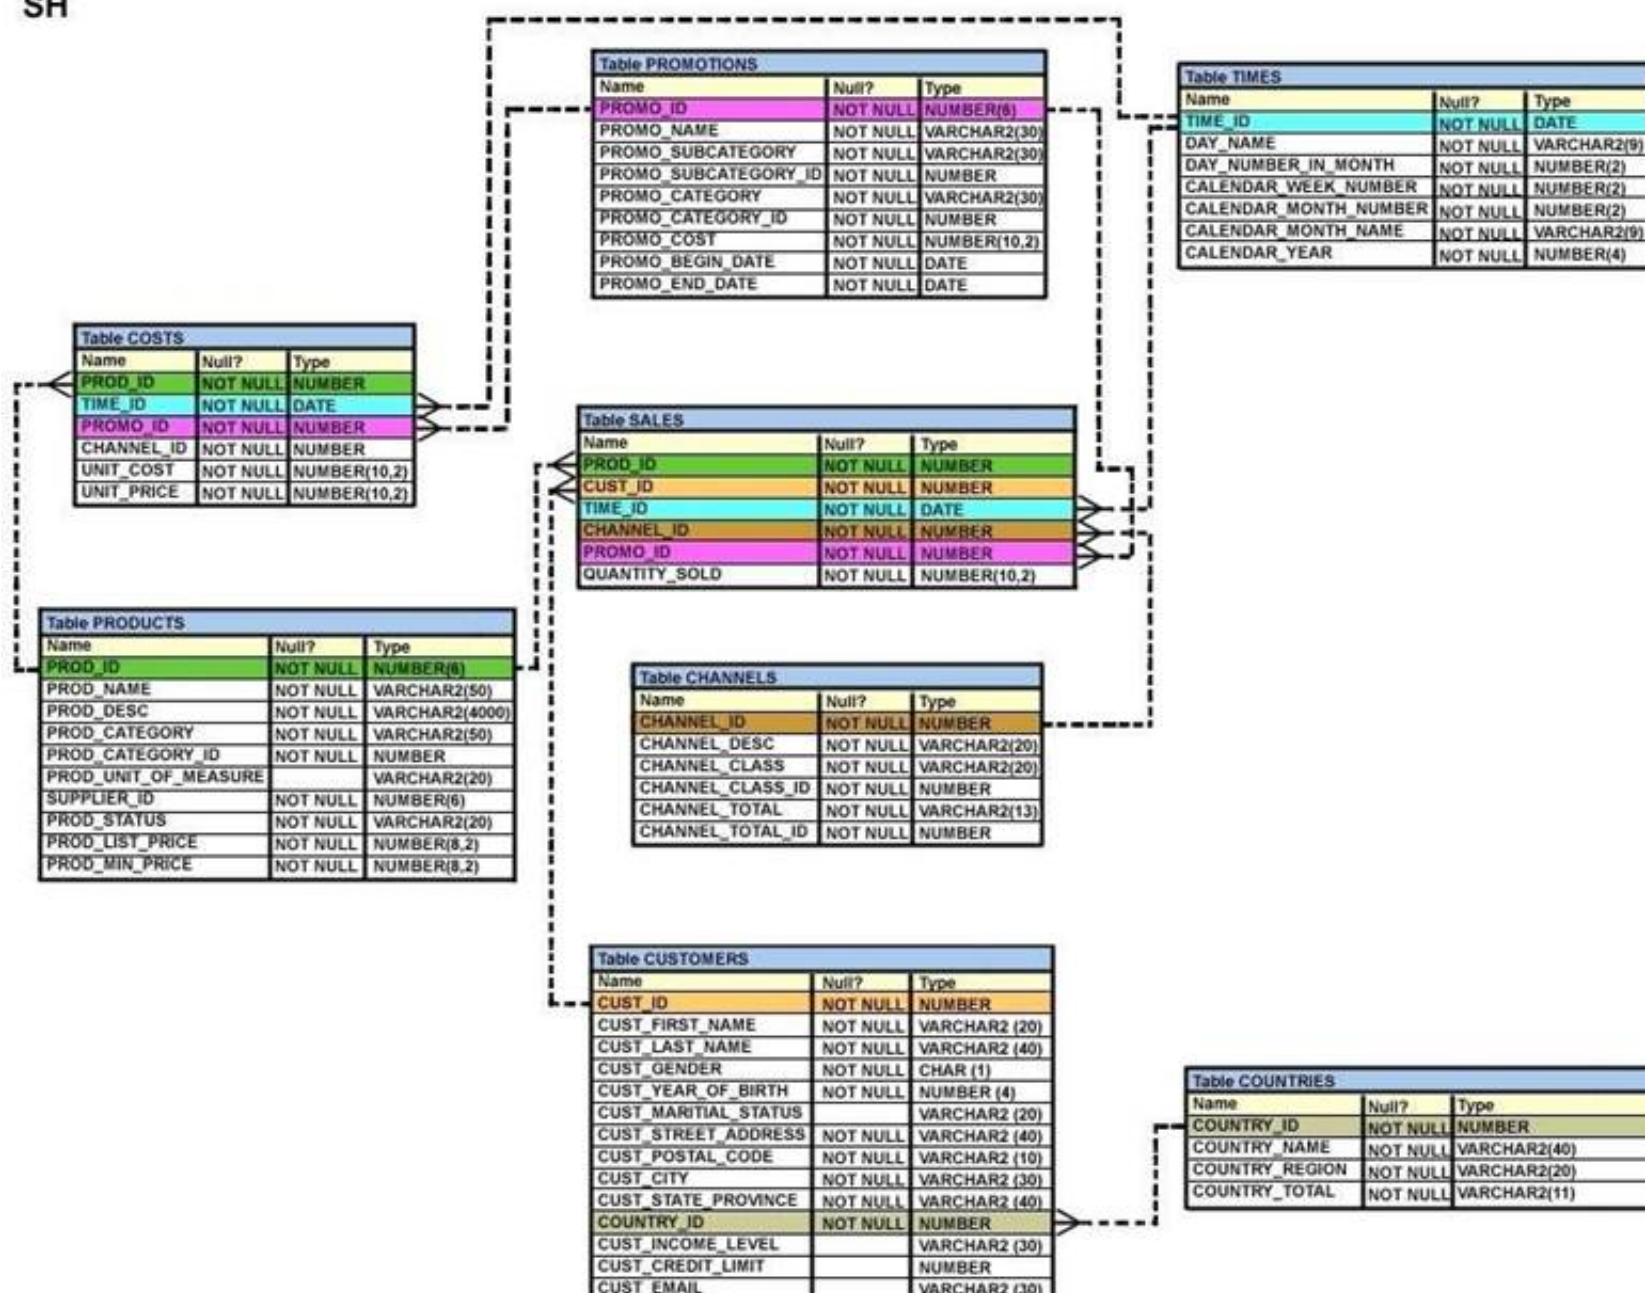 SH
Table PROMOTIONS
Name Null? Type
PROMO_ID NOT NULL NUMBER(6)
PROMO_NAME NOT NULL VARCHAR2(30)
PROMO_SUBCATEGORY NOT NULL VARCHAR2(30)
PROMO_SUBCATEGORY_ID NOT NULL NUMBER
PROMO_CATEGORY NOT NULL VARCHAR2(30)
PROMO_CATEGORY_ID NOT NULL NUMBER
PROMO_COST NOT NULL NUMBER(10,2)
PROMO_BEGIN_DATE NOT NULL DATE
PROMO_END_DATE NOT NULL DATE
Table TIMES
Name Null? Type
TIME_ID NOT NULL DATE
DAY_NAME NOT NULL VARCHAR2(9)
DAY_NUMBER_IN_MONTH NOT NULL NUMBER(2)
CALENDAR_WEEK_NUMBER NOT NULL NUMBER(2)
CALENDAR_MONTH_NUMBER NOT NULL NUMBER(2)
CALENDAR_MONTH_NAME NOT NULL VARCHAR2(9)
CALENDAR_YEAR NOT NULL NUMBER(4)
Table COSTS
Name Null? Type
PROD_ID NOT NULL NUMBER
TIME_ID NOT NULL DATE
PROMO_ID NOT NULL NUMBER
CHANNEL_ID NOT NULL NUMBER
UNIT_COST NOT NULL NUMBER(10,2)
UNIT_PRICE NOT NULL NUMBER(10,2)
Table SALES
Name Null? Type
PROD_ID NOT NULL NUMBER
CUST_ID NOT NULL NUMBER
TIME_ID NOT NULL DATE
CHANNEL_ID NOT NULL NUMBER
PROMO_ID NOT NULL NUMBER
QUANTITY_SOLD NOT NULL NUMBER(10,2)
Table PRODUCTS
Name Null? Type
PROD_ID NOT NULL NUMBER(6)
PROD_NAME NOT NULL VARCHAR2(50)
PROD_DESC NOT NULL VARCHAR2(4000)
PROD_CATEGORY NOT NULL VARCHAR2(50)
PROD_CATEGORY_ID NOT NULL NUMBER
PROD_UNIT_OF_MEASURE VARCHAR2(20)
SUPPLIER_ID NOT NULL NUMBER(6)
PROD_STATUS NOT NULL VARCHAR2(20)
PROD_LIST_PRICE NOT NULL NUMBER(8,2)
PROD_MIN_PRICE NOT NULL NUMBER(8,2)
Table CHANNELS
Name Null? Type
CHANNEL_ID NOT NULL NUMBER
CHANNEL_DESC NOT NULL VARCHAR2(20)
CHANNEL_CLASS NOT NULL VARCHAR2(20)
CHANNEL_CLASS_ID NOT NULL NUMBER
CHANNEL_TOTAL NOT NULL VARCHAR2(13)
CHANNEL_TOTAL_ID NOT NULL NUMBER
Table CUSTOMERS
Name Null? Type
CUST_ID NOT NULL NUMBER
CUST_FIRST_NAME NOT NULL VARCHAR2 (20)
CUST_LAST_NAME NOT NULL VARCHAR2 (40)
CUST_GENDER NOT NULL CHAR (1)
CUST_YEAR_OF_BIRTH NOT NULL NUMBER (4)
CUST_MARITIAL_STATUS VARCHAR2 (20)
CUST_STREET_ADDRESS NOT NULL VARCHAR2 (40)
CUST_POSTAL_CODE NOT NULL VARCHAR2 (10)
CUST_CITY NOT NULL VARCHAR2 (30)
CUST_STATE_PROVINCE NOT NULL VARCHAR2 (40)
COUNTRY_ID NOT NULL NUMBER
CUST_INCOME_LEVEL VARCHAR2 (30)
CUST_CREDIT_LIMIT NUMBER
CUST_EMAIL VARCHAR2 (30)
Table COUNTRIES
Name Null? Type
COUNTRY_ID NOT NULL NUMBER
COUNTRY_NAME NOT NULL VARCHAR2(40)
COUNTRY_REGION NOT NULL VARCHAR2(20)
COUNTRY_TOTAL NOT NULL VARCHAR2(11)